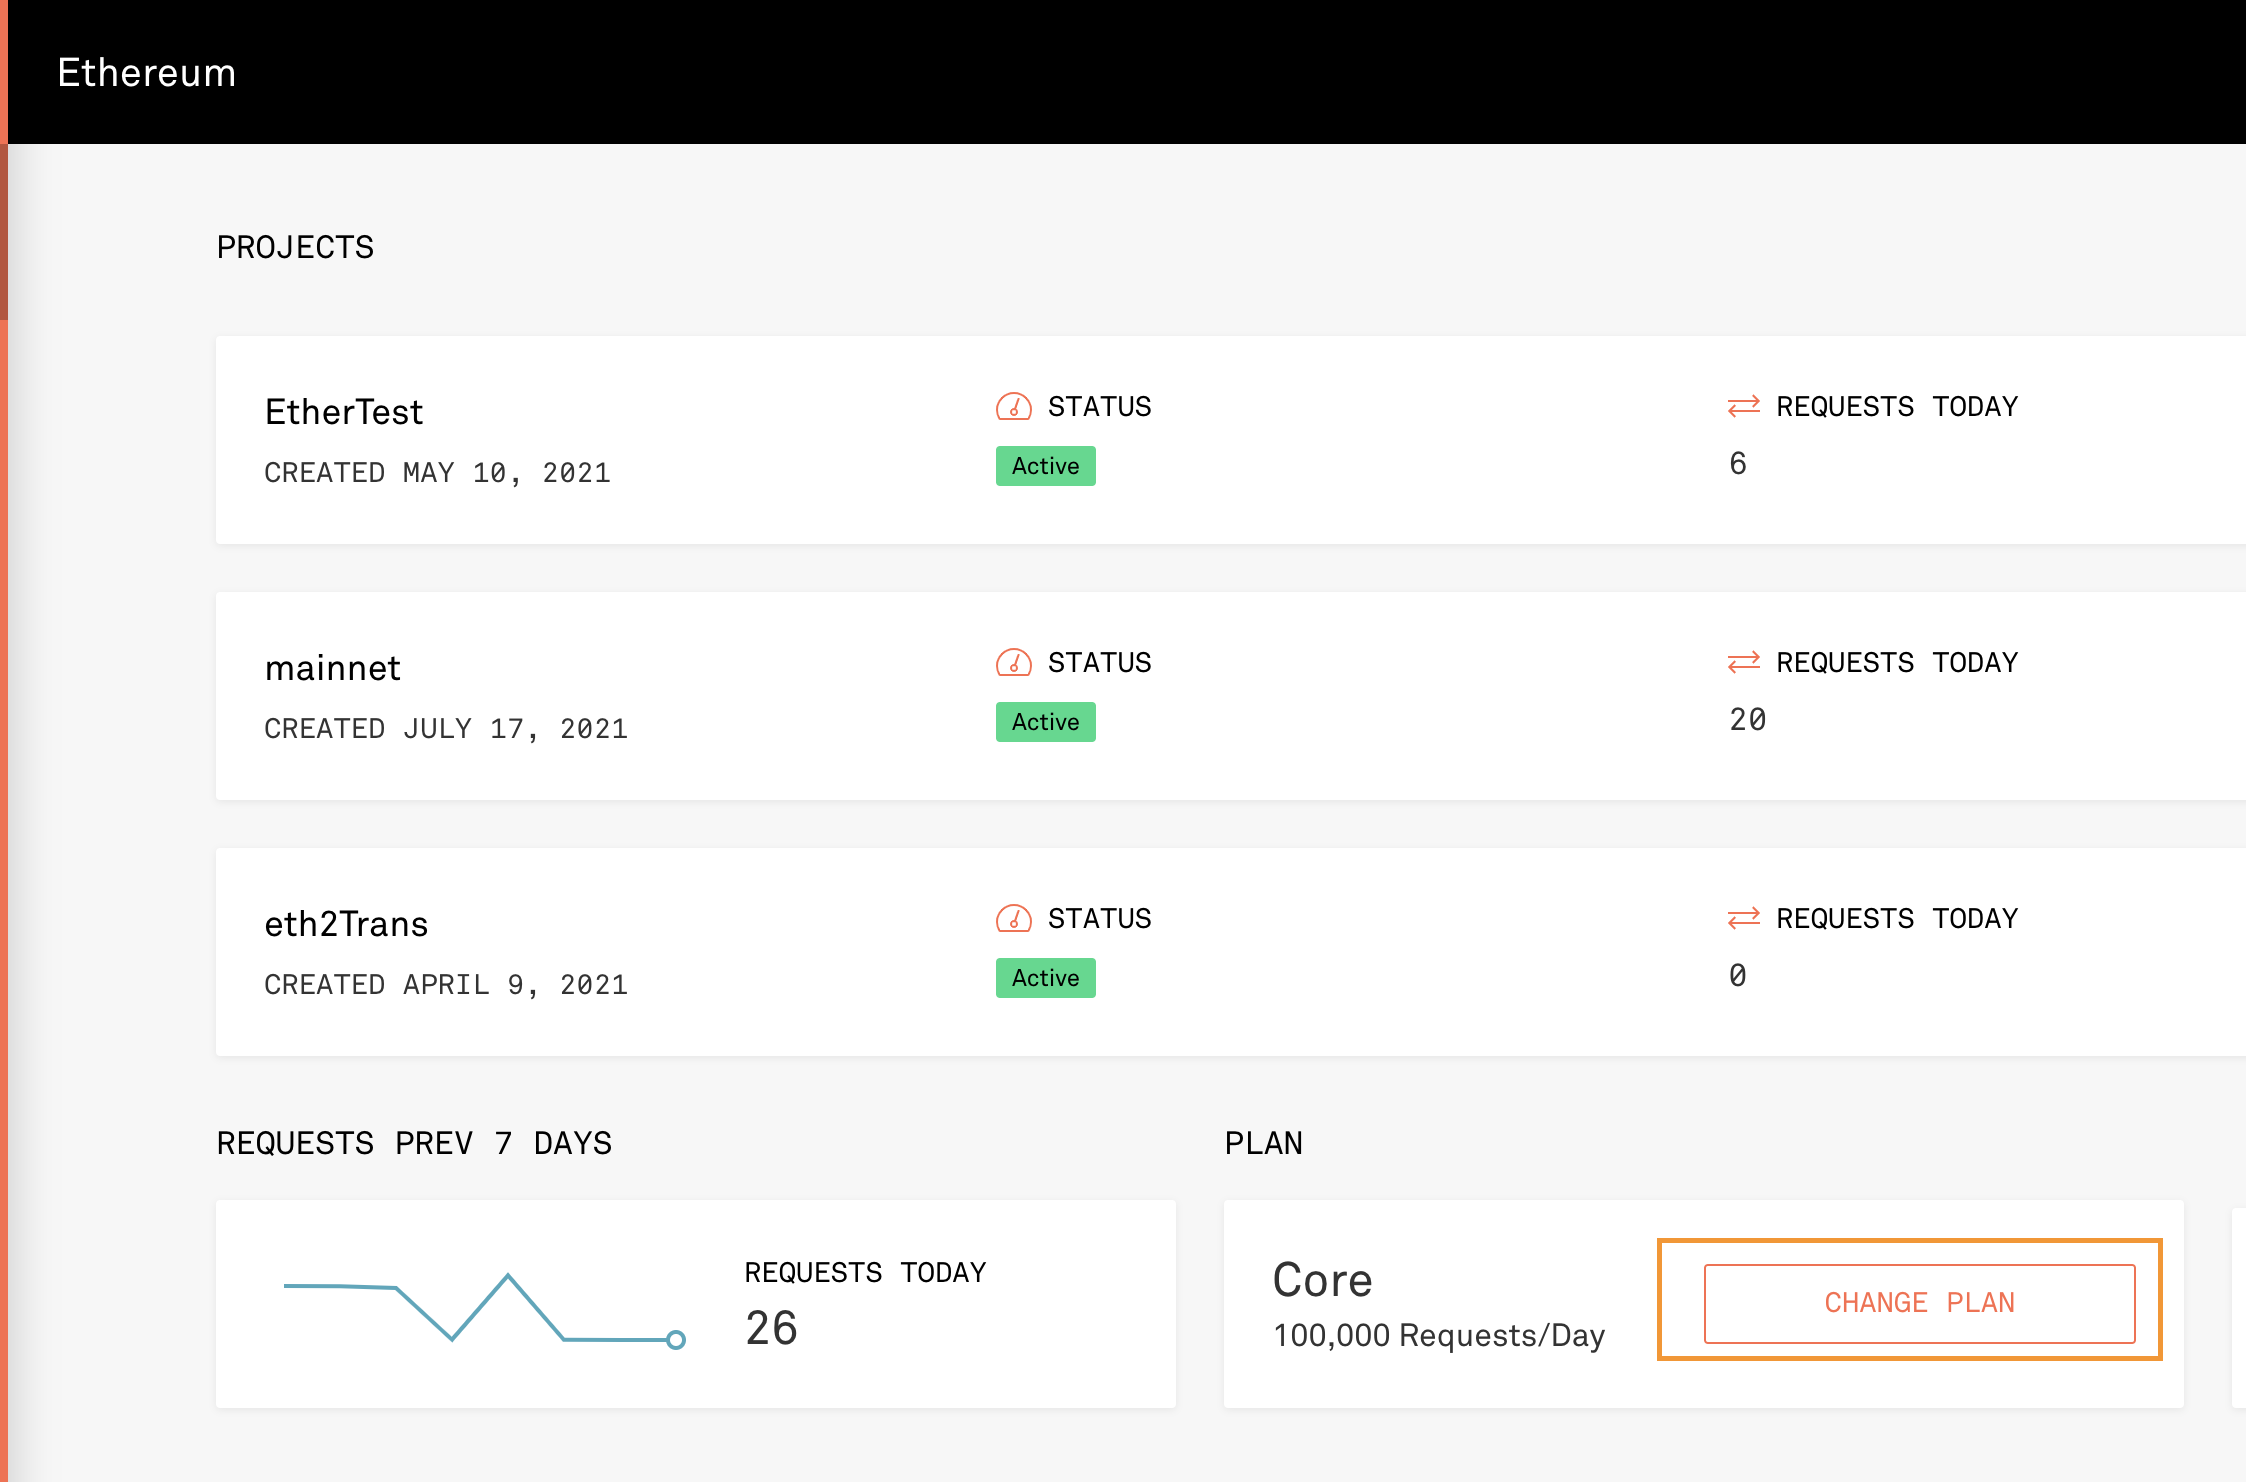 Ethereum
PROJECTS
EtherTest
CREATED MAY 10, 2021
STATUS
Active
REQUESTS TODAY
6
mainnet
CREATED JULY 17, 2021
STATUS
Active
REQUESTS TODAY
20
eth2Trans
CREATED APRIL 9, 2021
STATUS
Active
REQUESTS TODAY
0
REQUESTS PREV 7 DAYS
REQUESTS TODAY
26
PLAN
Core
100,000 Requests/Day
CHANGE PLAN